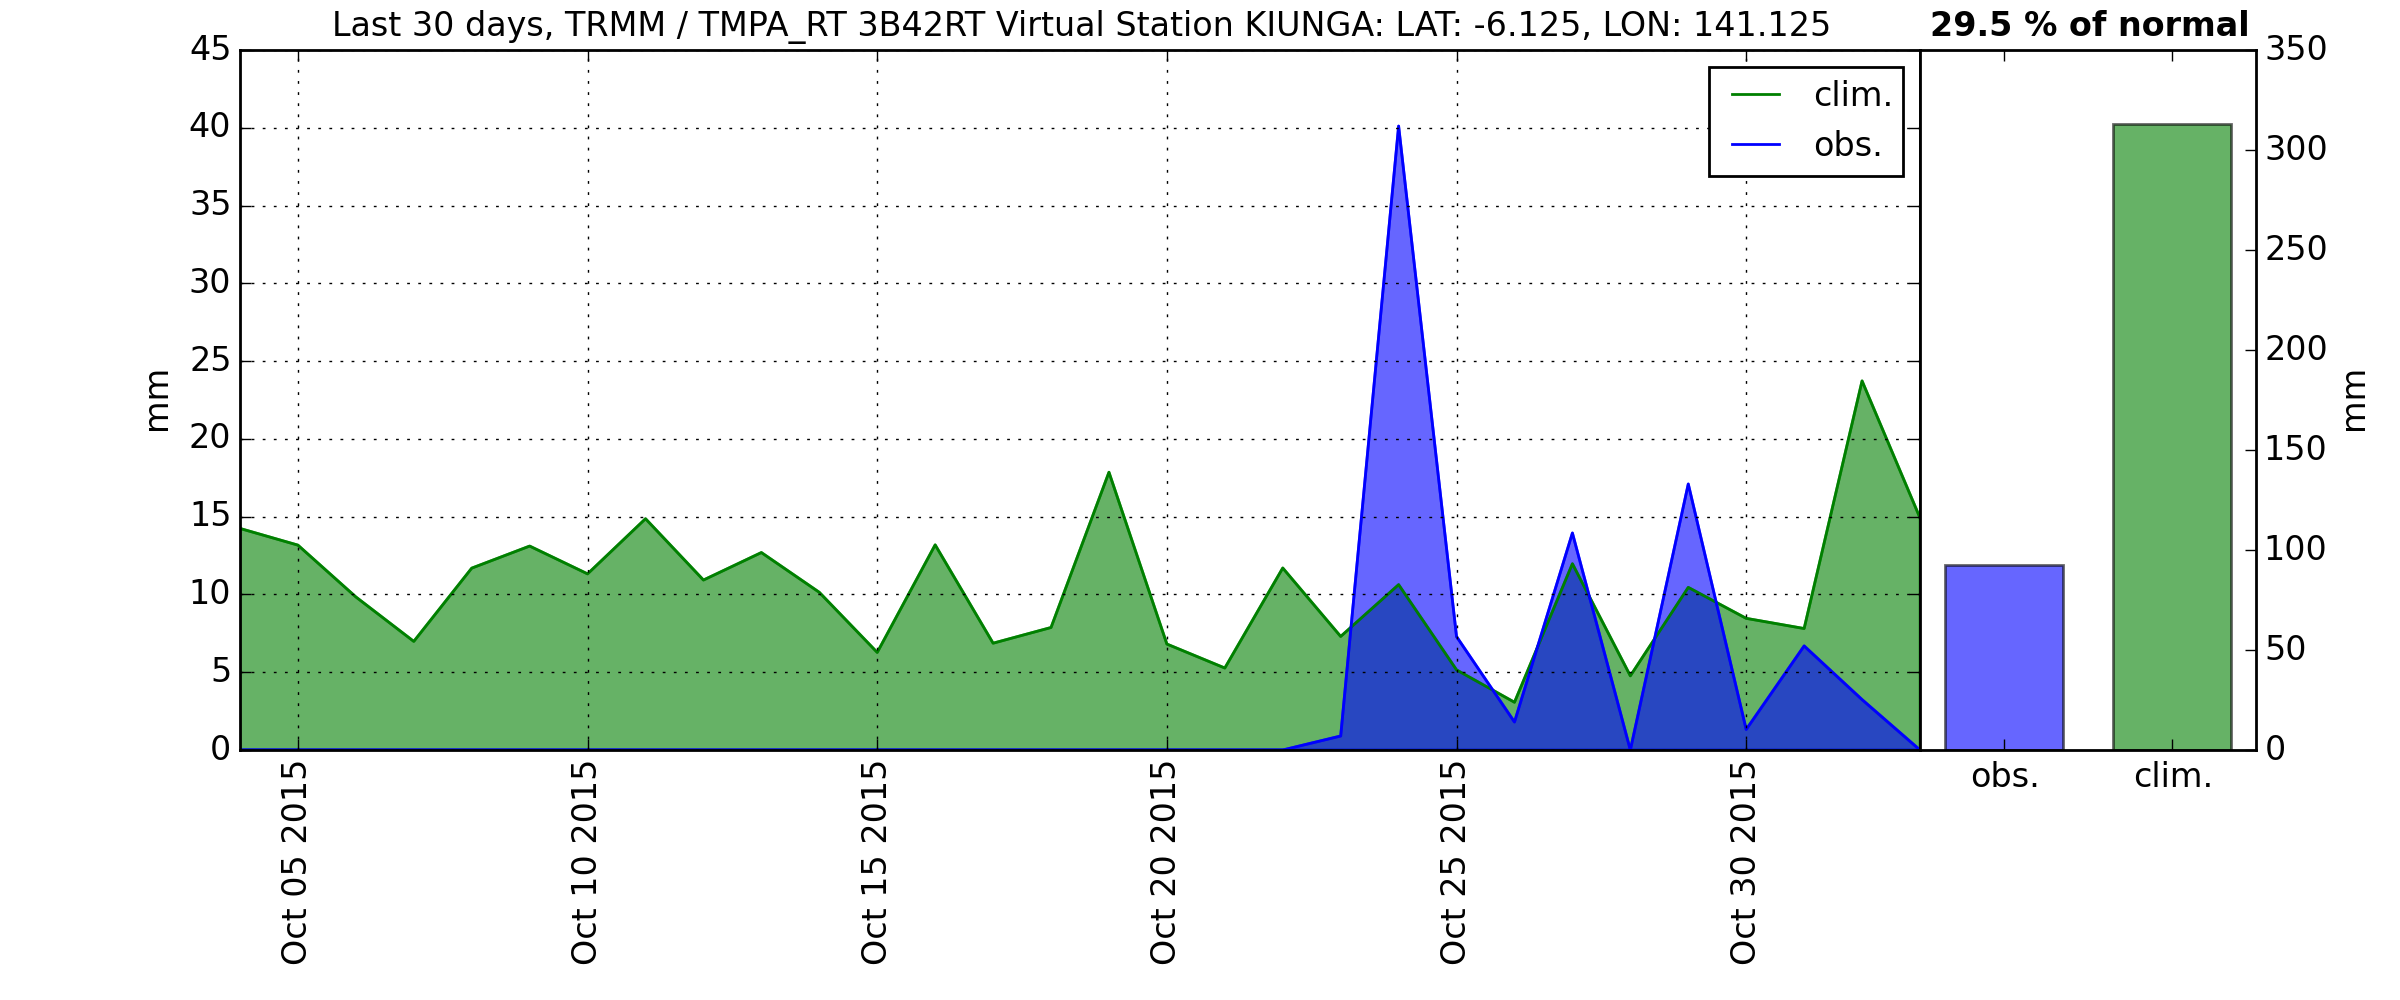 Last 30 days, TRMM / TMPA_RT 3B42RT Virtual Station KIUNGA: LAT: -6.125, LON: 141.125
29.5 % of normal
45
40
35
30
25
20
15
10
5
0
mm
clim.
obs.
Oct 05 2015
Oct 10 2015
Oct 15 2015
Oct 20 2015
Oct 25 2015
Oct 30 2015
obs.
clim.
350
300
250
200
150
100
50
0
mm